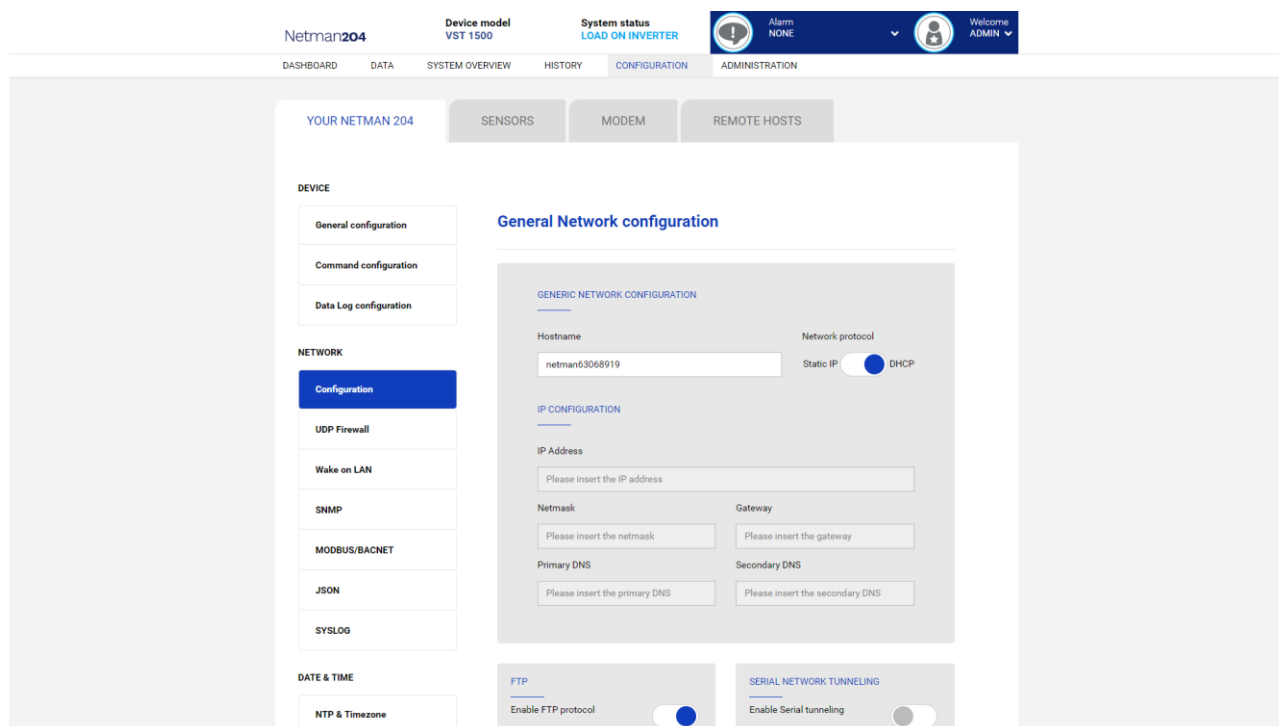 Netman204
Device model
VST 1500
System status
LOAD ON INVERTER
Alarm
NONE
Welcome
ADMIN
DASHBOARD DATA SYSTEM OVERVIEW HISTORY CONFIGURATION ADMINISTRATION
YOUR NETMAN 204 SENSORS MODEM REMOTE HOSTS
DEVICE
General configuration
Command configuration
Data Log configuration
NETWORK
Configuration
UDP Firewall
Wake on LAN
SNMP
MODBUS/BACNET
JSON
SYSLOG
DATE & TIME
NTP & Timezone
General Network configuration
GENERIC NETWORK CONFIGURATION
Hostname
netman63068919
Network protocol
Static IP DHCP
IP CONFIGURATION
IP Address
Please insert the IP address
Netmask
Please insert the netmask
Gateway
Please insert the gateway
Primary DNS
Please insert the primary DNS
Secondary DNS
Please insert the secondary DNS
FTP
Enable FTP protocol
SERIAL NETWORK TUNNELING
Enable Serial tunneling